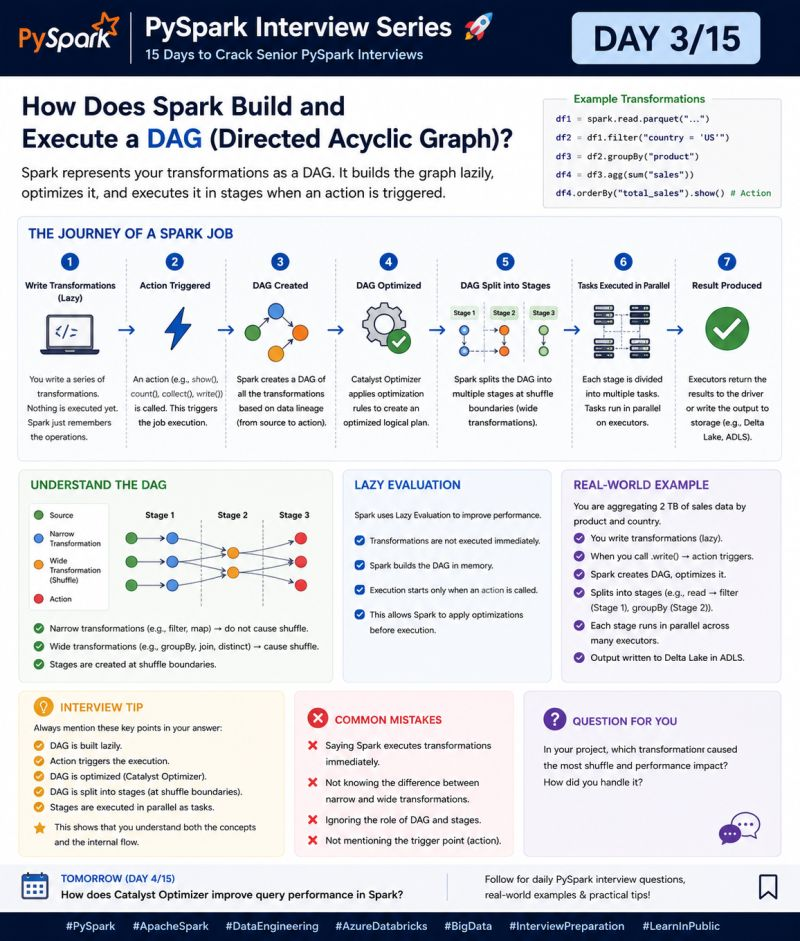 PySpark
PySpark Interview Series
15 Days to Crack Senior PySpark Interviews
DAY 3/15
How Does Spark Build and
Execute a DAG (Directed Acyclic Graph)?
Spark represents your transformations as a DAG. It builds the graph lazily,
optimizes it, and executes it in stages when an action is triggered.
Example Transformations
df1 = spark.read.parquet("...")
df2 = df1.filter("country = 'US'")
df3 = df2.groupBy("product")
df4 = df3.agg(sum("sales"))
df4.orderBy("total_sales").show() # Action
THE JOURNEY OF A SPARK JOB
1
Write Transformations
(Lazy)
</>
You write a series of
transformations.
Nothing is executed yet.
Spark just remembers
the operations.
2
Action Triggered
An action (e.g., show(),
count(), collect(), write())
is called. This triggers
the job execution.
3
DAG Created
Spark creates a DAG of
all the transformations
based on data lineage
(from source to action).
4
DAG Optimized
Catalyst Optimizer
applies optimization
rules to create an
optimized logical plan.
5
DAG Split into Stages
Stage 1 Stage 2 Stage 3
Spark splits the DAG into
multiple stages at shuffle
boundaries (wide
transformations).
6
Tasks Executed in Parallel
Each stage is divided
into multiple tasks.
Tasks run in parallel
on executors.
7
Result Produced
Executors return the
results to the driver
or write the output to
storage (e.g., Delta
Lake, ADLS).
UNDERSTAND THE DAG
Source
Narrow
Transformation
Wide
Transformation
(Shuffle)
Action
Stage 1 Stage 2 Stage 3
Narrow transformations (e.g., filter, map) → do not cause shuffle.
Wide transformations (e.g., groupBy, join, distinct) → cause shuffle.
Stages are created at shuffle boundaries.
LAZY EVALUATION
Spark uses Lazy Evaluation to improve performance.
Transformations are not executed immediately.
Spark builds the DAG in memory.
Execution starts only when an action is called.
This allows Spark to apply optimizations
before execution.
REAL-WORLD EXAMPLE
You are aggregating 2 TB of sales data by
product and country.
You write transformations (lazy).
When you call .write() → action triggers.
Spark creates DAG, optimizes it.
Splits into stages (e.g., read → filter
(Stage 1), groupBy (Stage 2)).
Each stage runs in parallel across
many executors.
Output written to Delta Lake in ADLS.
INTERVIEW TIP
Always mention these key points in your answer:
DAG is built lazily.
Action triggers the execution.
DAG is optimized (Catalyst Optimizer).
DAG is split into stages (at shuffle boundaries).
Stages are executed in parallel as tasks.
This shows that you understand both the concepts
and the internal flow.
COMMON MISTAKES
Saying Spark executes transformations
immediately.
Not knowing the difference between
narrow and wide transformations.
Ignoring the role of DAG and stages.
Not mentioning the trigger point (action).
?
QUESTION FOR YOU
In your project, which transformation caused
the most shuffle and performance impact?
How did you handle it?
TOMORROW (DAY 4/15)
How does Catalyst Optimizer improve query performance in Spark?
Follow for daily PySpark interview questions,
real-world examples & practical tips!
#PySpark #ApacheSpark #DataEngineering #AzureDatabricks #BigData #InterviewPreparation #LearnInPublic